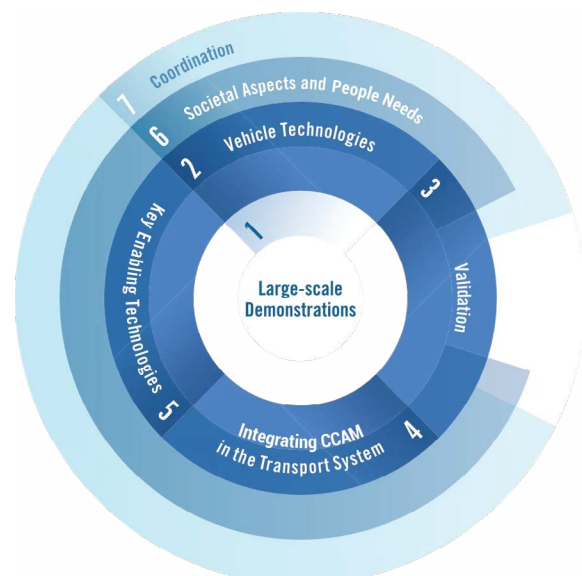 7 Coordination
6 Societal Aspects and People Needs
2 Vehicle Technologies
3
Validation
1
Large-scale
Demonstrations
Key Enabling Technologies
5
Integrating CCAM
in the Transport System
4